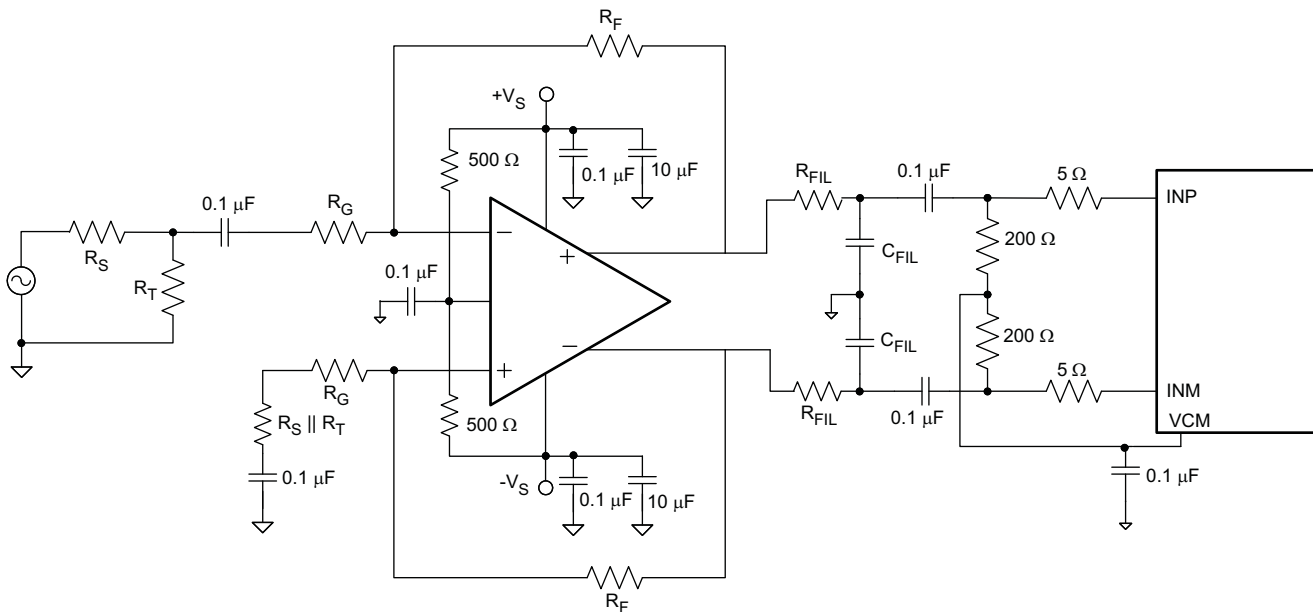 R_F
+V_S
500 Ω
0.1 μF
10 μF
R_FIL
0.1 μF
5 Ω
0.1 μF
R_G
INP
R_S
R_T
−
+
C_FIL
200 Ω
0.1 μF
−
C_FIL
200 Ω
R_G
+
5 Ω
INM
R_S || R_T
500 Ω
R_FIL
0.1 μF
VCM
0.1 μF
-V_S
0.1 μF
10 μF
0.1 μF
R_F